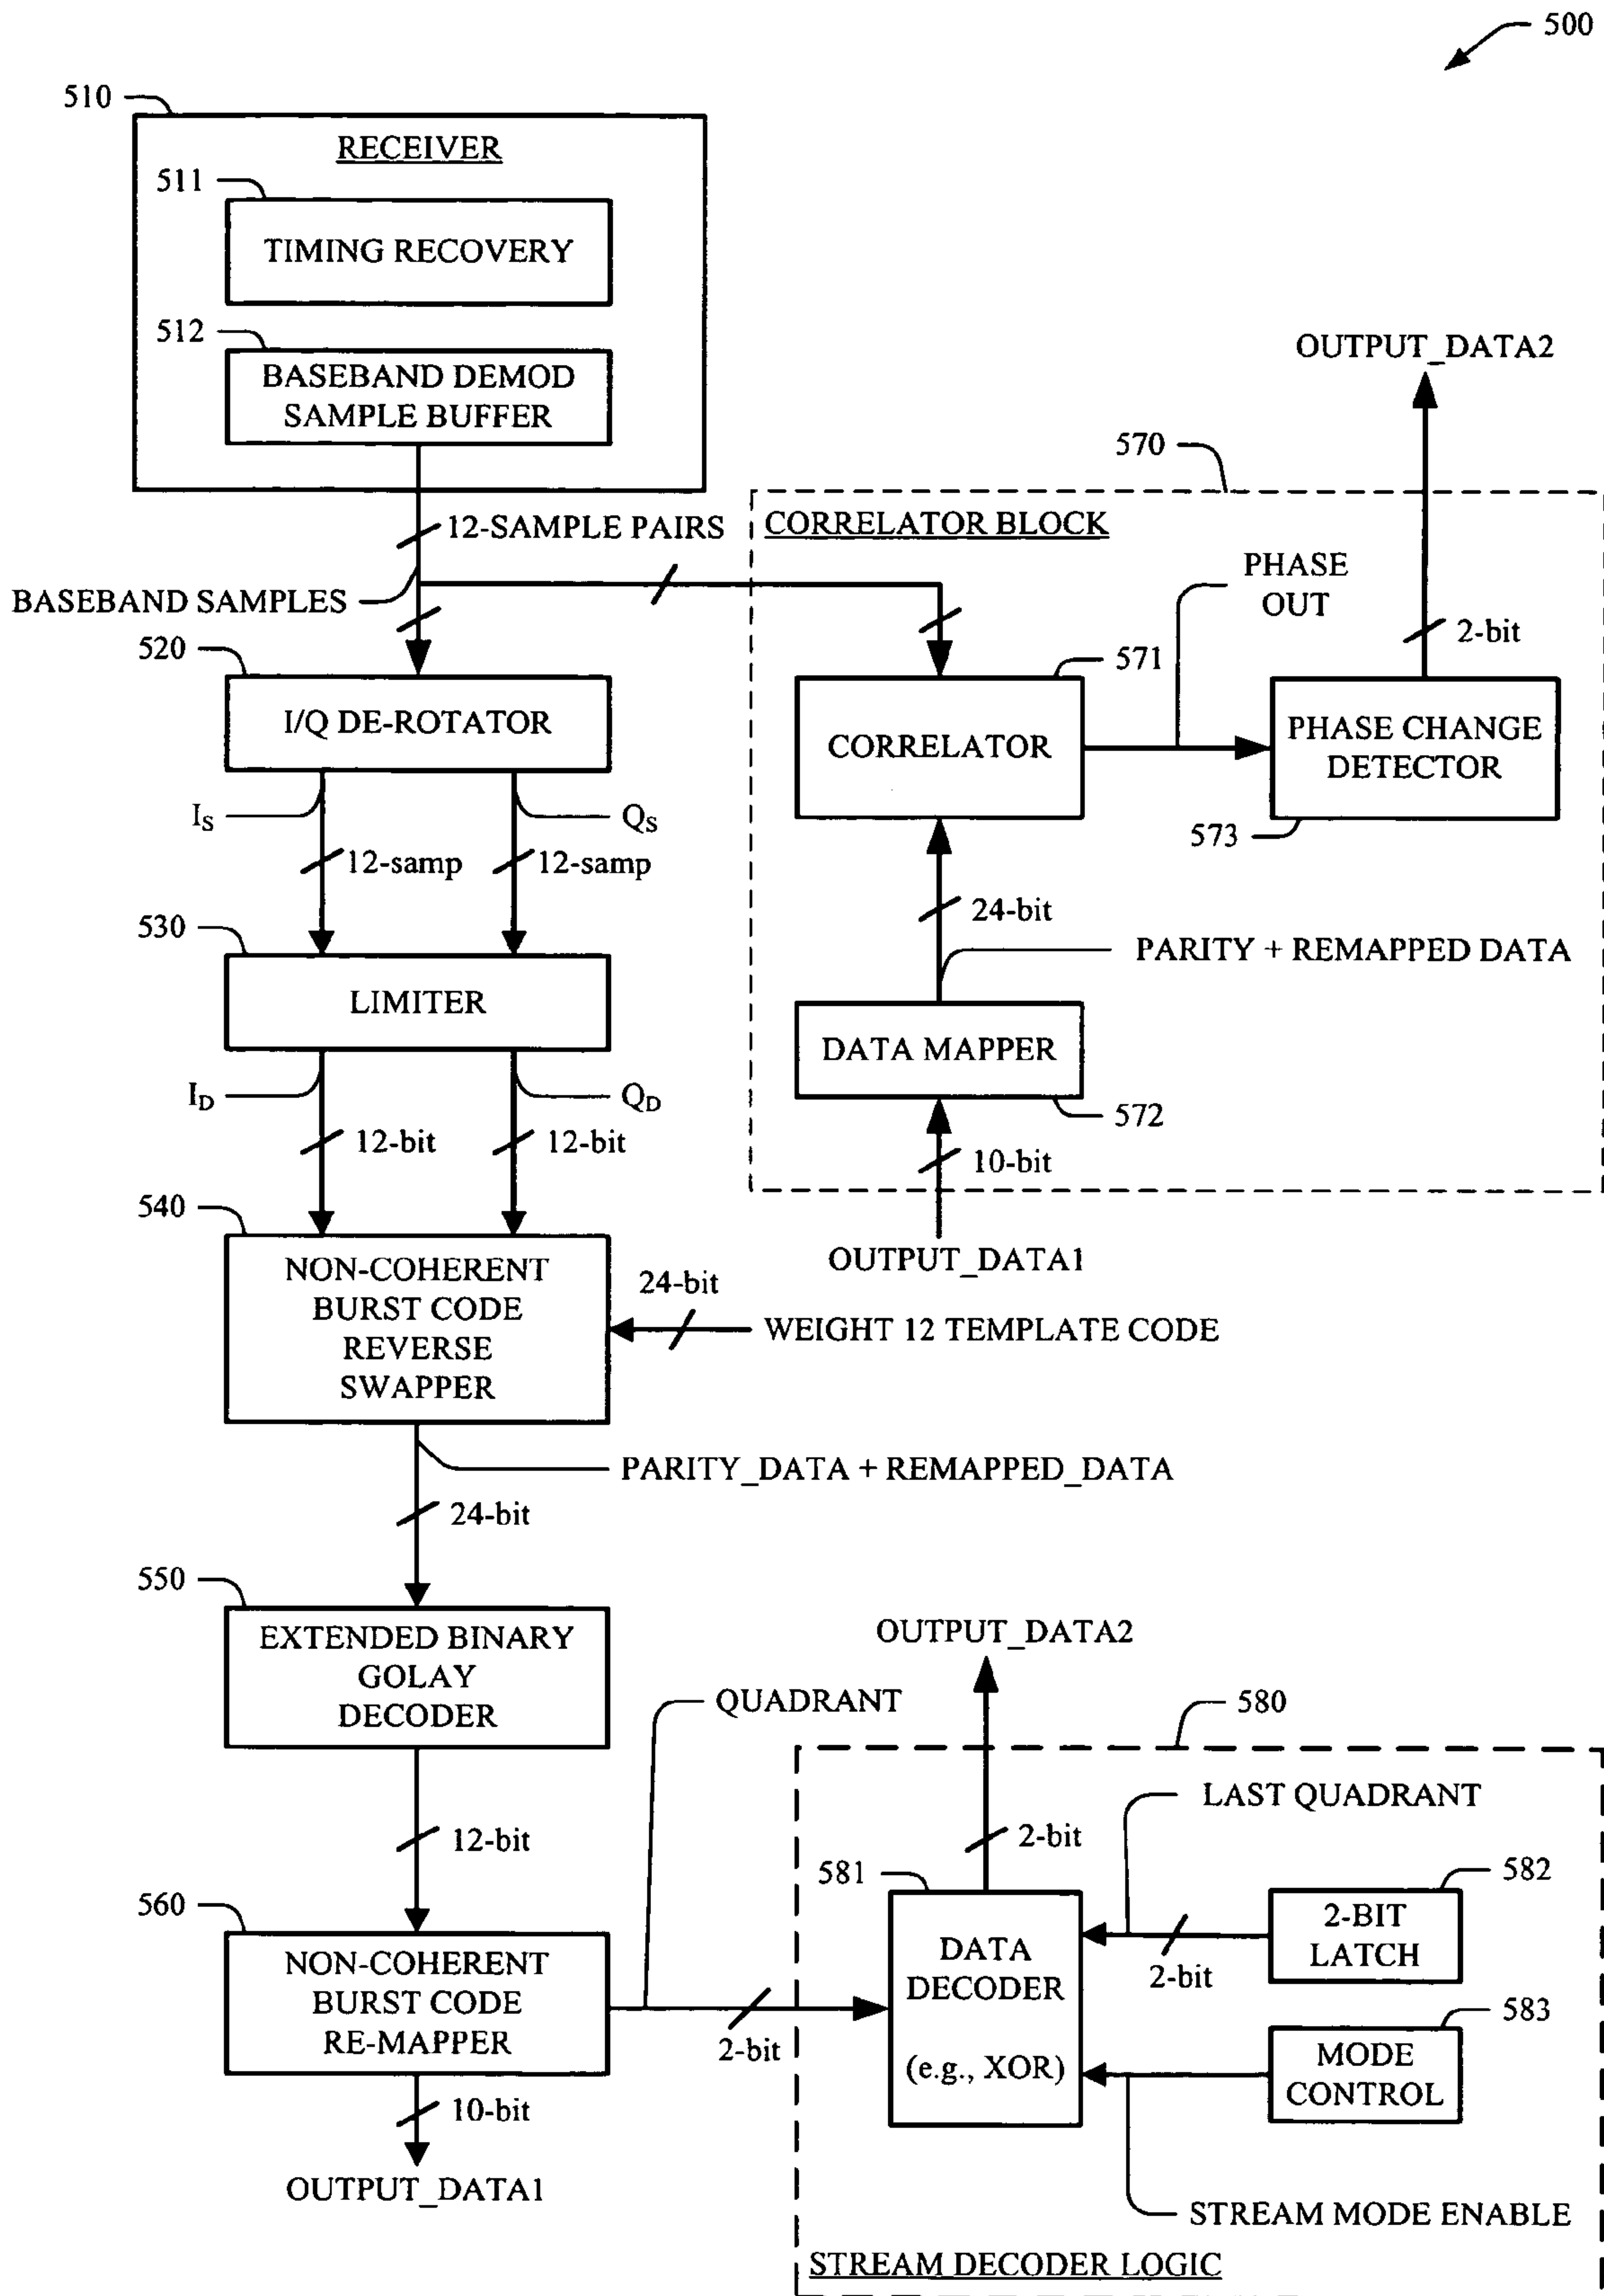 500
510
RECEIVER
511
TIMING RECOVERY
512
BASEBAND DEMOD
SAMPLE BUFFER
12-SAMPLE PAIRS
BASEBAND SAMPLES
520
I/Q DE-ROTATOR
I_S
Q_S
12-samp
12-samp
530
LIMITER
I_D
Q_D
12-bit
12-bit
540
NON-COHERENT
BURST CODE
REVERSE
SWAPPER
24-bit
WEIGHT 12 TEMPLATE CODE
PARITY_DATA + REMAPPED_DATA
24-bit
550
EXTENDED BINARY
GOLAY
DECODER
12-bit
560
NON-COHERENT
BURST CODE
RE-MAPPER
10-bit
OUTPUT_DATA1
QUADRANT
2-bit
OUTPUT_DATA2
570
CORRELATOR BLOCK
PHASE
OUT
2-bit
571
CORRELATOR
PHASE CHANGE
DETECTOR
573
24-bit
PARITY + REMAPPED DATA
DATA MAPPER
572
10-bit
OUTPUT_DATA1
OUTPUT_DATA2
580
2-bit
LAST QUADRANT
581
DATA
DECODER
(e.g., XOR)
582
2-BIT
LATCH
2-bit
583
MODE
CONTROL
STREAM MODE ENABLE
STREAM DECODER LOGIC